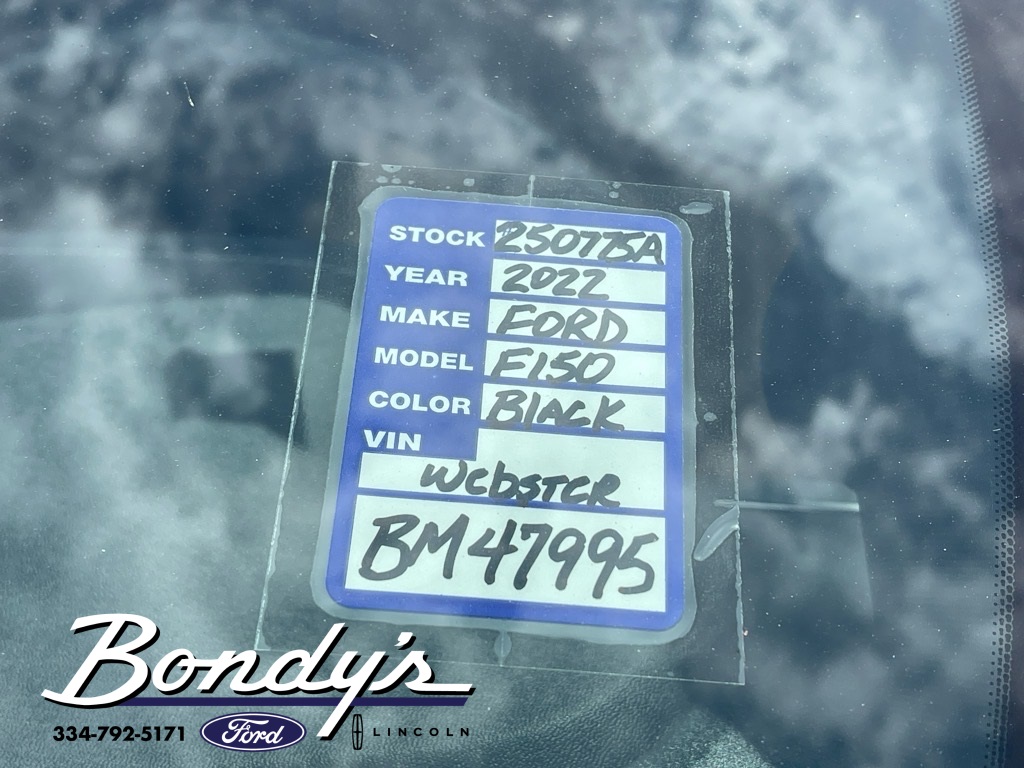 STOCK 250775A
YEAR 2022
MAKE FORD
MODEL F150
COLOR BLACK
VIN
WEbSTER
BM47995
Bondy's
334-792-5171 Ford LINCOLN